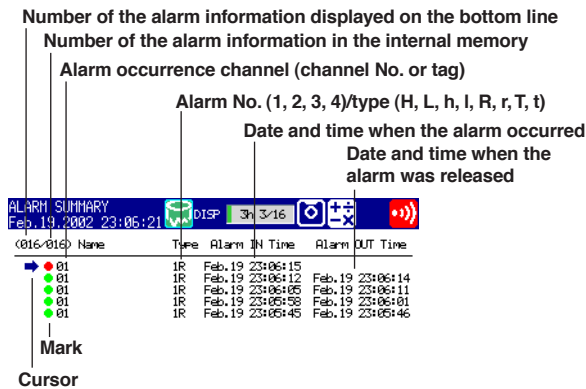 Number of the alarm information displayed on the bottom line
Number of the alarm information in the internal memory
Alarm occurrence channel (channel No. or tag)
Alarm No. (1, 2, 3, 4)/type (H, L, h, l, R, r, T, t)
Date and time when the alarm occurred
Date and time when the
alarm was released
ALARM SUMMARY
Feb.19.2002 23:06:21 DISP 3h 3/16
(016/016) Name Type Alarm IN Time Alarm OUT Time
01 1R Feb.19 23:06:15
01 1R Feb.19 23:06:12 Feb.19 23:06:14
01 1R Feb.19 23:06:05 Feb.19 23:06:11
01 1R Feb.19 23:05:58 Feb.19 23:06:01
01 1R Feb.19 23:05:45 Feb.19 23:05:46
Mark
Cursor